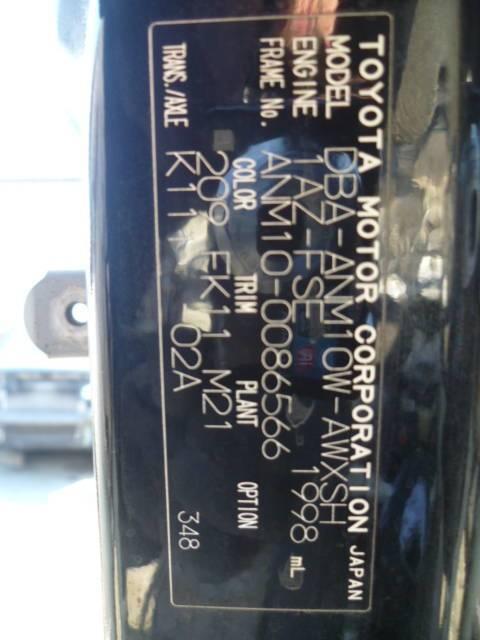 TOYOTA MOTOR CORPORATION JAPAN
MODEL DBA-ANM10W-AWXSH
ENGINE 1AZ-FSE 1998 mL
FRAME No. ANM10-0086566
COLOR TRIM PLANT OPTION
209 FK11 M21
TRANS./AXLE K111 02A 348